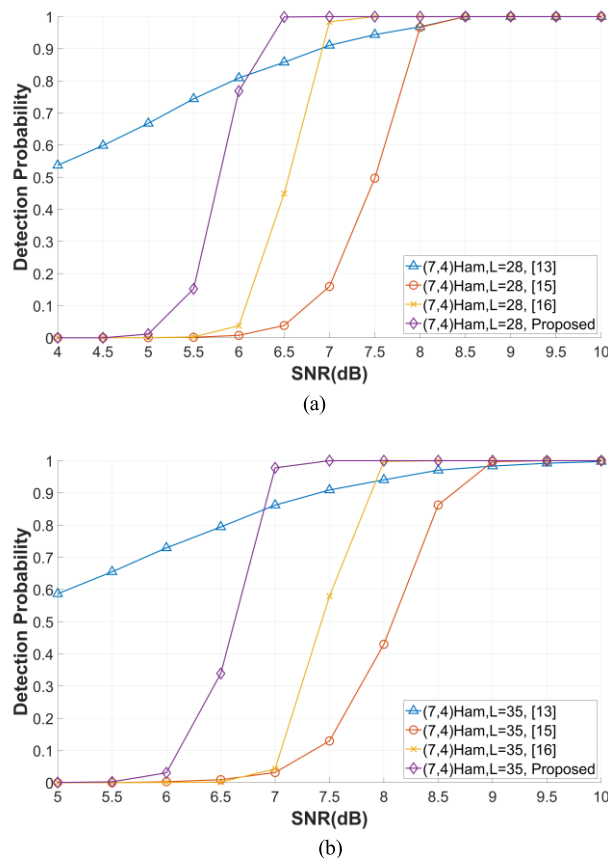 1
0.9
0.8
0.7
0.6
0.5
0.4
0.3
0.2
0.1
0
Detection Probability
(7,4)Ham,L=28, [13]
(7,4)Ham,L=28, [15]
(7,4)Ham,L=28, [16]
(7,4)Ham,L=28, Proposed
4 4.5 5 5.5 6 6.5 7 7.5 8 8.5 9 9.5 10
SNR(dB)
(a)
1
0.9
0.8
0.7
0.6
0.5
0.4
0.3
0.2
0.1
0
Detection Probability
(7,4)Ham,L=35, [13]
(7,4)Ham,L=35, [15]
(7,4)Ham,L=35, [16]
(7,4)Ham,L=35, Proposed
5 5.5 6 6.5 7 7.5 8 8.5 9 9.5 10
SNR(dB)
(b)